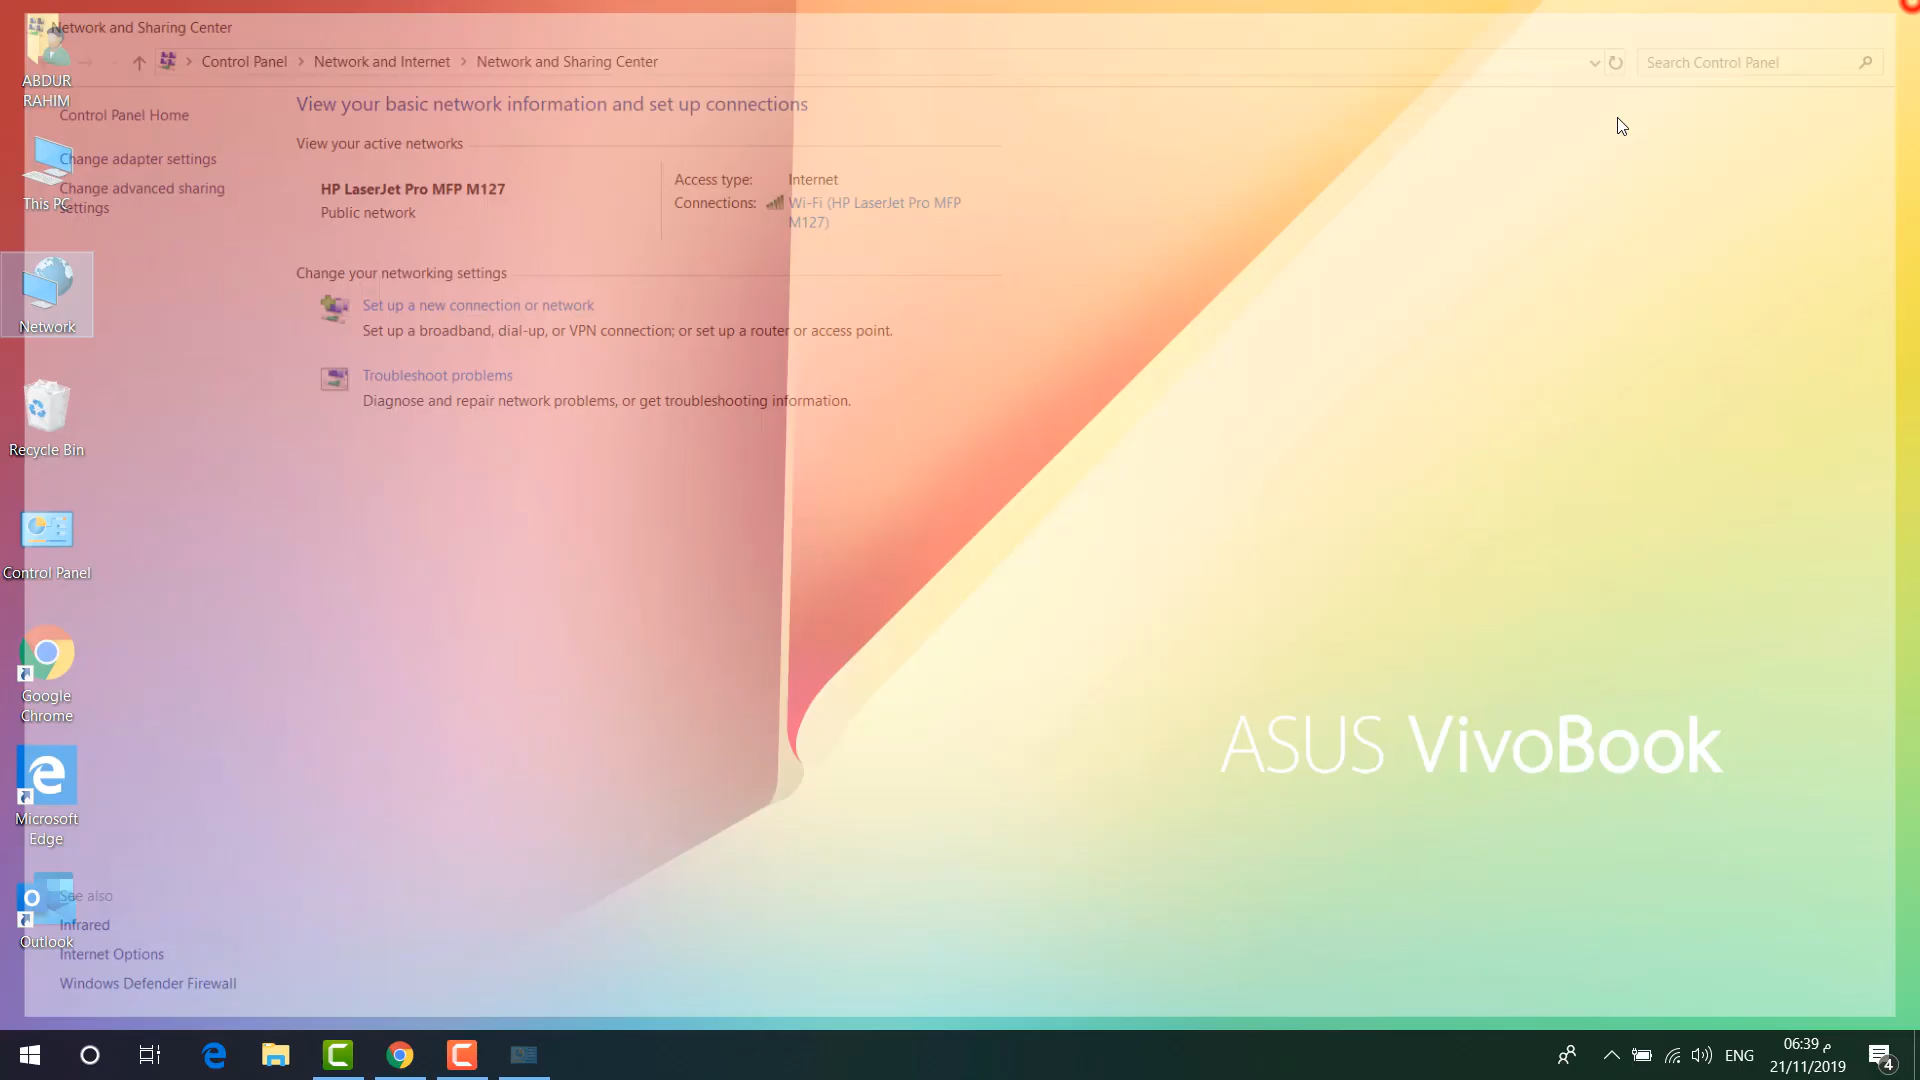 Network and Sharing Center
Control Panel > Network and Internet > Network and Sharing Center
Search Control Panel
Control Panel Home
Change adapter settings
Change advanced sharing
settings
View your basic network information and set up connections
View your active networks
HP LaserJet Pro MFP M127
Public network
Access type: Internet
Connections: Wi-Fi (HP LaserJet Pro MFP
M127)
Change your networking settings
Set up a new connection or network
Set up a broadband, dial-up, or VPN connection; or set up a router or access point.
Troubleshoot problems
Diagnose and repair network problems, or get troubleshooting information.
See also
Infrared
Internet Options
Windows Defender Firewall
ABDUR
RAHIM
This PC
Network
Recycle Bin
Control Panel
Google
Chrome
Microsoft
Edge
Outlook
ASUS VivoBook
ENG
06:39 م
21/11/2019
4